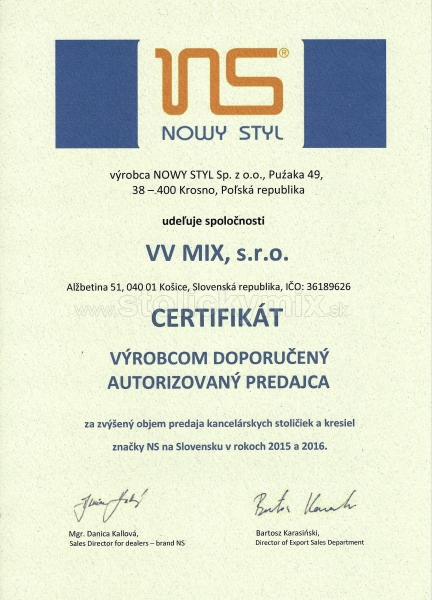 NS®
NOWY STYL
výrobca NOWY STYL Sp. z o.o., Puźaka 49,
38 –.400 Krosno, Poľská republika
udeľuje spoločnosti
VV MIX, s.r.o.
Alžbetina 51, 040 01 Košice, Slovenská republika, IČO: 36189626
www.stolickymix.sk
CERTIFIKÁT
VÝROBCOM DOPORUČENÝ
AUTORIZOVANÝ PREDAJCA
za zvýšený objem predaja kancelárskych stoličiek a kresiel
značky NS na Slovensku v rokoch 2015 a 2016.
Mgr. Danica Kallová,
Sales Director for dealers – brand NS
Bartosz Karasiński,
Director of Export Sales Department